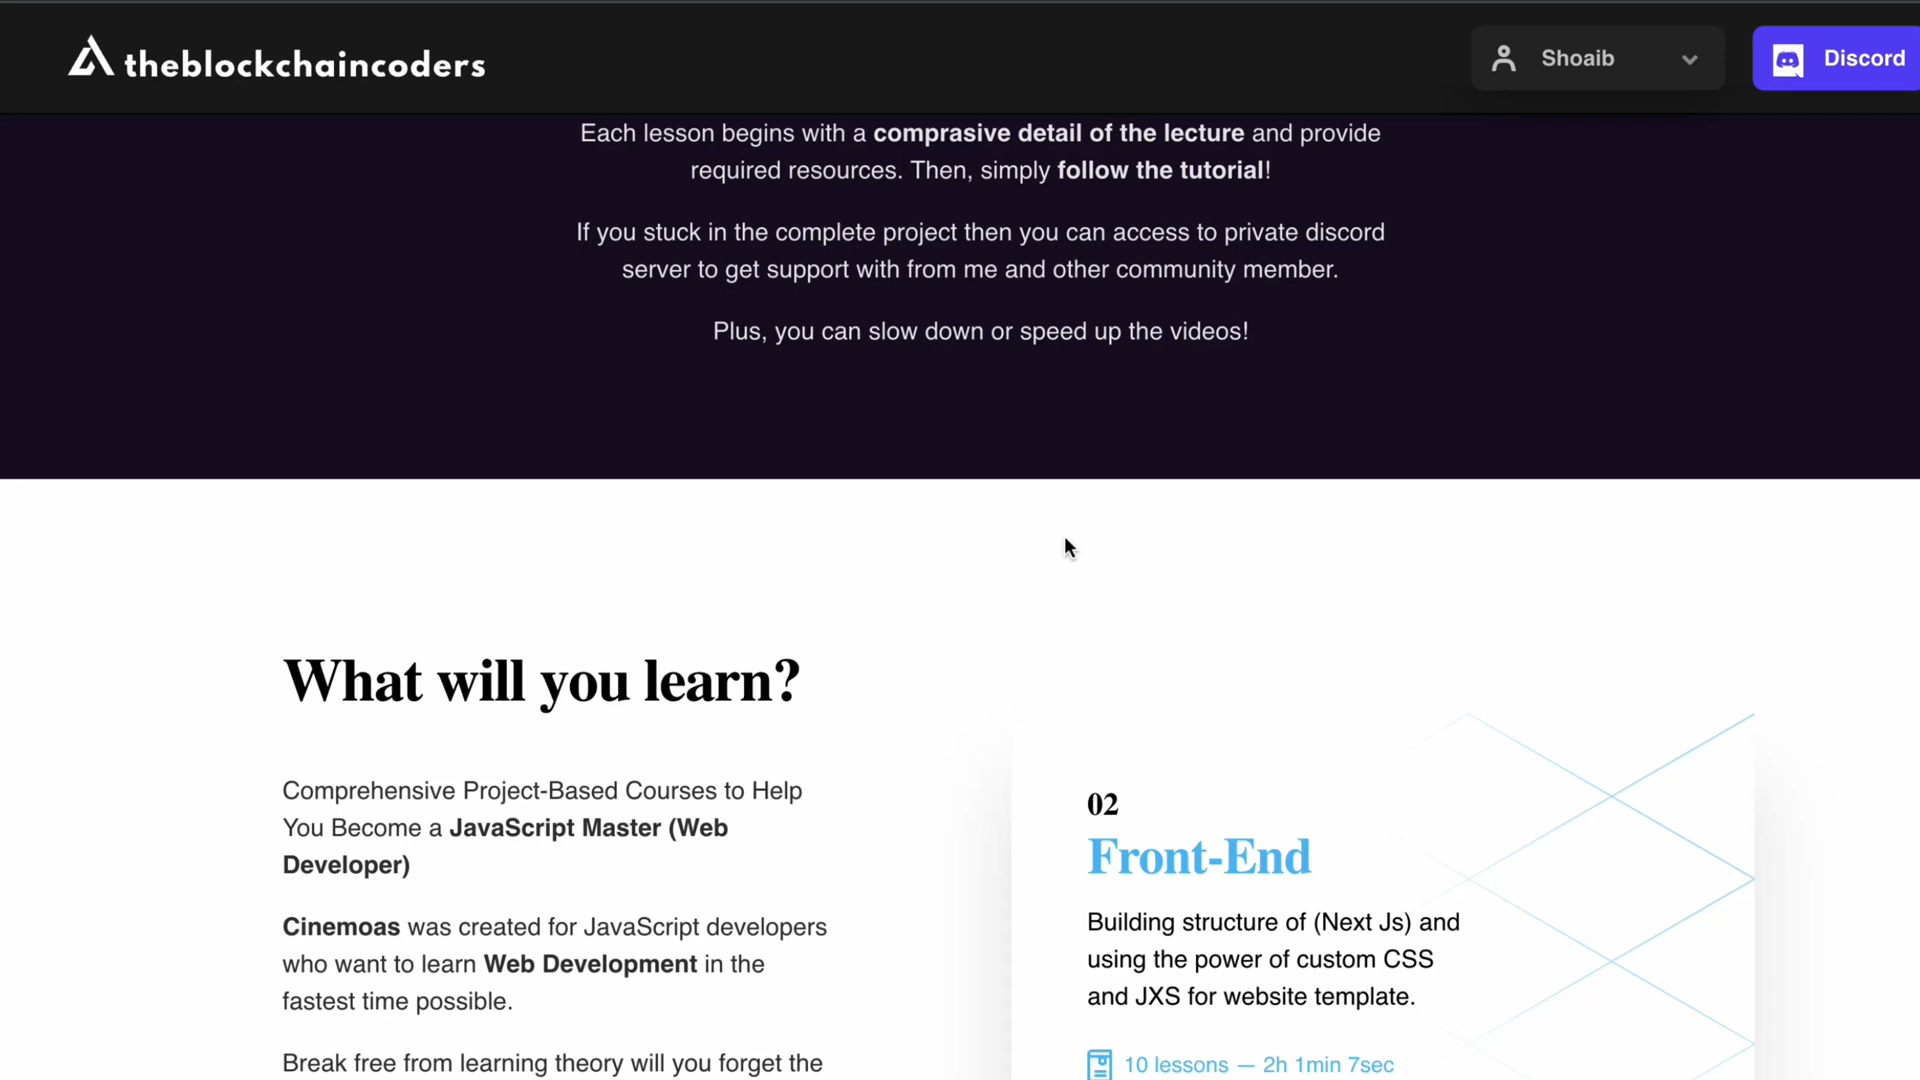 theblockchaincoders
Shoaib
Discord
Each lesson begins with a comprasive detail of the lecture and provide
required resources. Then, simply follow the tutorial!
If you stuck in the complete project then you can access to private discord
server to get support with from me and other community member.
Plus, you can slow down or speed up the videos!
What will you learn?
Comprehensive Project-Based Courses to Help
You Become a JavaScript Master (Web
Developer)
Cinemoas was created for JavaScript developers
who want to learn Web Development in the
fastest time possible.
Break free from learning theory will you forget the
02
Front-End
Building structure of (Next Js) and
using the power of custom CSS
and JXS for website template.
10 lessons — 2h 1min 7sec